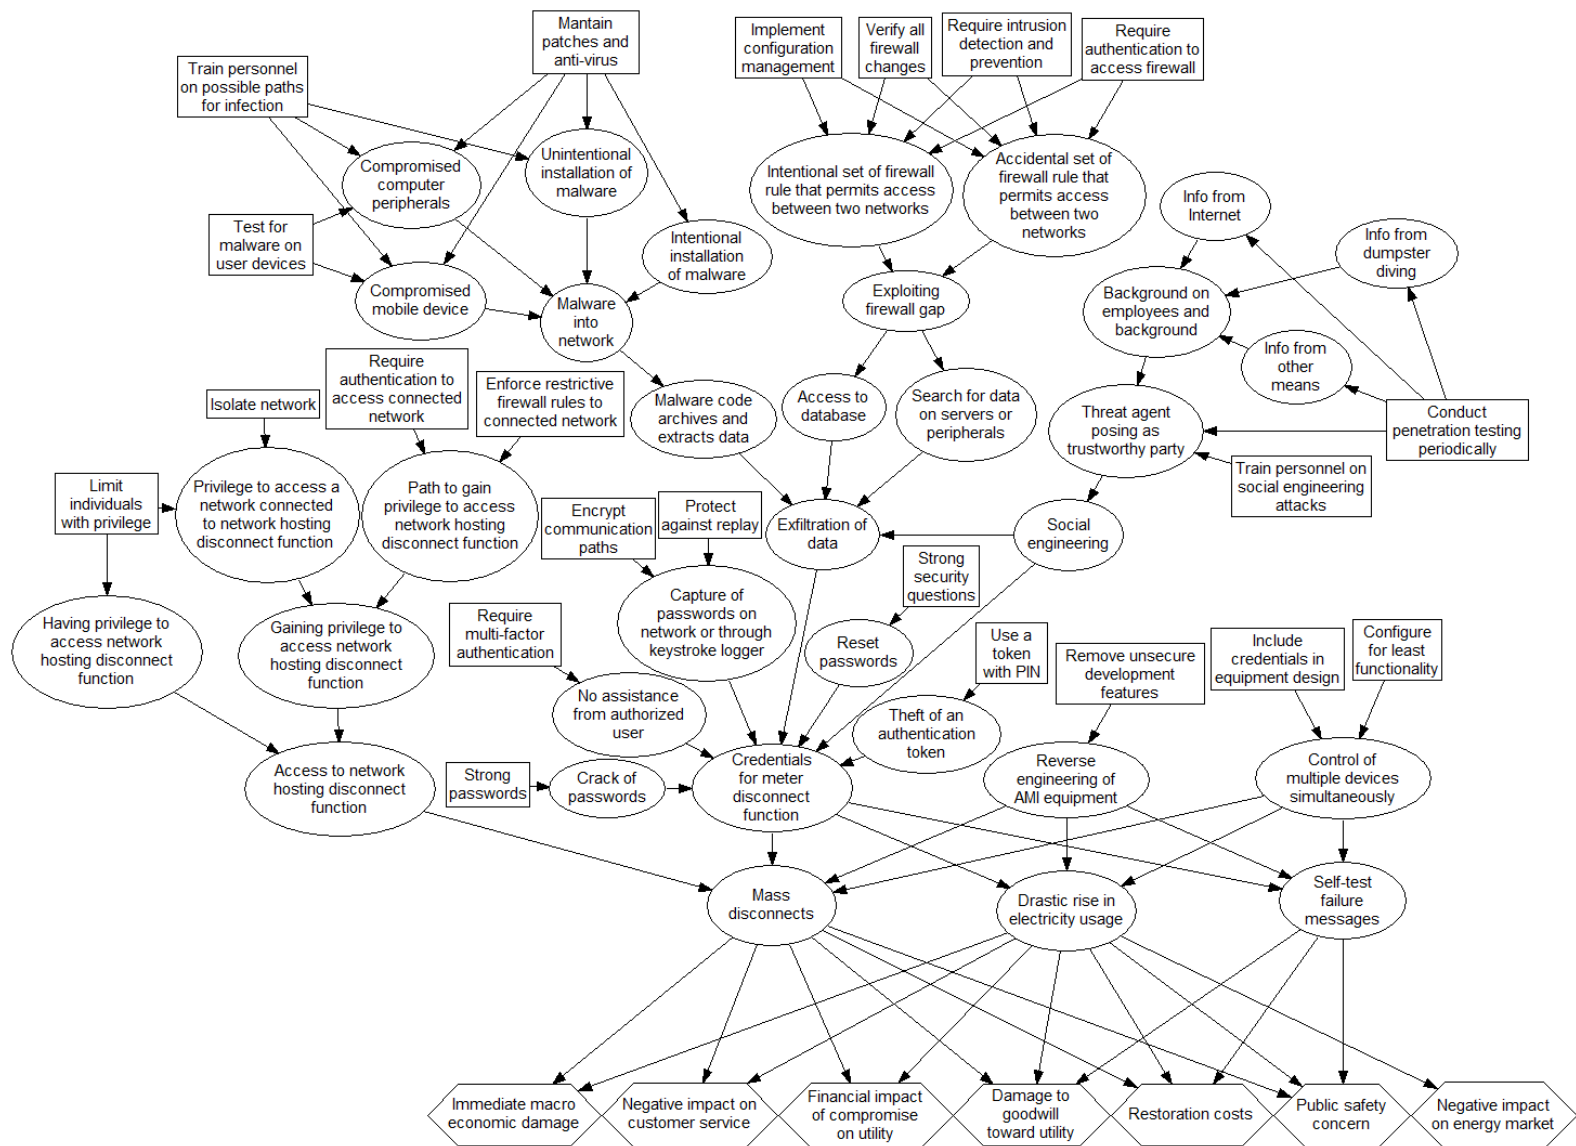 Mantain
patches and
anti-virus
Implement
configuration
management
Verify all
firewall
changes
Require intrusion
detection and
prevention
Require
authentication to
access firewall
Train personnel
on possible paths
for infection
Compromised
computer
peripherals
Unintentional
installation of
malware
Intentional set of firewall
rule that permits access
between two networks
Accidental set of
firewall rule that
permits access
between two
networks
Info from
Internet
Info from
dumpster
diving
Test for
malware on
user devices
Intentional
installation
of malware
Compromised
mobile device
Malware
into
network
Exploiting
firewall gap
Background on
employees and
background
Info from
other
means
Require
authentication to
access connected
network
Enforce restrictive
firewall rules to
connected network
Isolate network
Malware code
archives and
extracts data
Access to
database
Search for data
on servers or
peripherals
Threat agent
posing as
trustworthy party
Conduct
penetration testing
periodically
Train personnel on
social engineering
attacks
Limit
individuals
with privilege
Privilege to access a
network connected
to network hosting
disconnect function
Path to gain
privilege to access
network hosting
disconnect function
Encrypt
communication
paths
Protect
against replay
Exfiltration of
data
Social
engineering
Strong
security
questions
Capture of
passwords on
network or through
keystroke logger
Having privilege to
access network
hosting disconnect
function
Gaining privilege to
access network
hosting disconnect
function
Require
multi-factor
authentication
Reset
passwords
Use a
token
with PIN
Remove unsecure
development
features
Include
credentials in
equipment design
Configure
for least
functionality
No assistance
from authorized
user
Theft of an
authentication
token
Access to network
hosting disconnect
function
Strong
passwords
Crack of
passwords
Credentials
for meter
disconnect
function
Reverse
engineering of
AMI equipment
Control of
multiple devices
simultaneously
Mass
disconnects
Drastic rise in
electricity usage
Self-test
failure
messages
Immediate macro
economic damage
Negative impact on
customer service
Financial impact
of compromise
on utility
Damage to
goodwill
toward utility
Restoration costs
Public safety
concern
Negative impact
on energy market